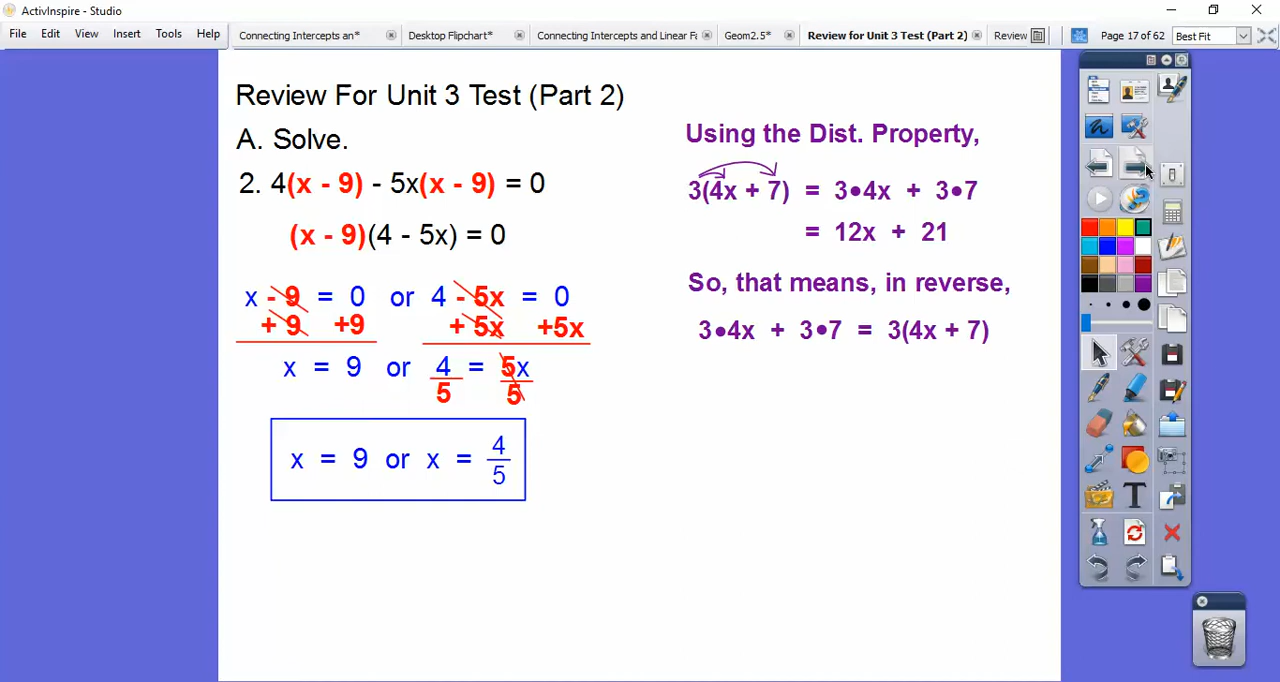 ActivInspire - Studio
File Edit View Insert Tools Help
Connecting Intercepts an* Desktop Flipchart* Connecting Intercepts and Linear Fa Geom2.5* Review for Unit 3 Test (Part 2) Review Page 17 of 62 Best Fit
Review For Unit 3 Test (Part 2)
A. Solve.
2. 4(x - 9) - 5x(x - 9) = 0
(x - 9)(4 - 5x) = 0
x - 9 = 0 or 4 - 5x = 0
+ 9 +9 + 5x +5x
x = 9 or 4 = 5x
5 5
x = 9 or x = 4/5
Using the Dist. Property,
3(4x + 7) = 3•4x + 3•7
= 12x + 21
So, that means, in reverse,
3•4x + 3•7 = 3(4x + 7)